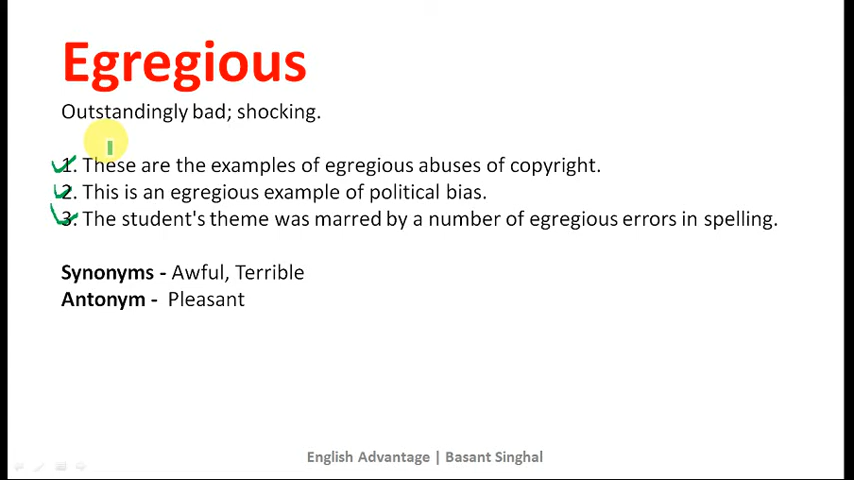 Egregious
Outstandingly bad; shocking.
1. These are the examples of egregious abuses of copyright.
2. This is an egregious example of political bias.
3. The student's theme was marred by a number of egregious errors in spelling.
Synonyms - Awful, Terrible
Antonym - Pleasant
English Advantage | Basant Singhal